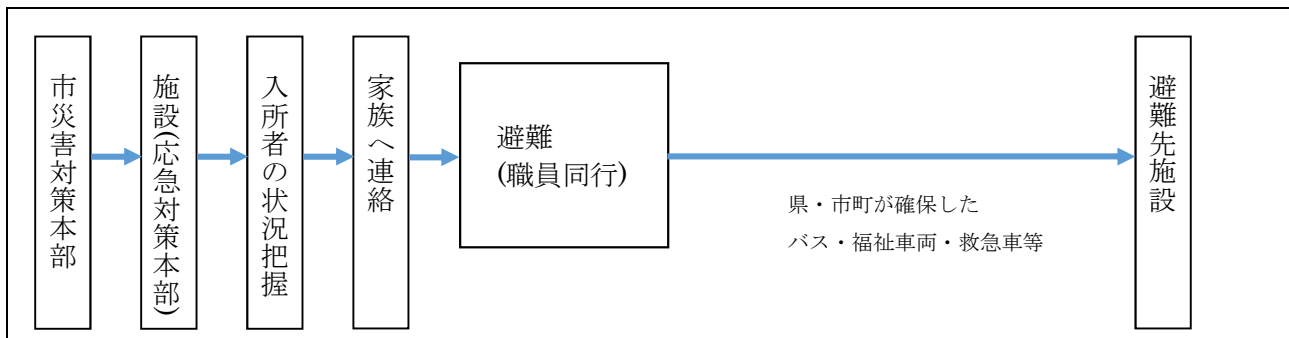 市災害対策本部
施設(応急対策本部)
入所者の状況把握
家族へ連絡
避難
(職員同行)
県・市町が確保した
バス・福祉車両・救急車等
避難先施設